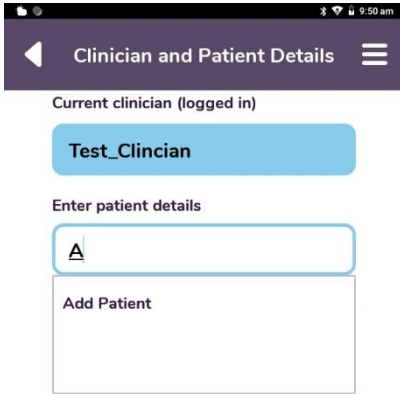 9:50 am
Clinician and Patient Details
Current clinician (logged in)
Test_Clincian
Enter patient details
A
Add Patient